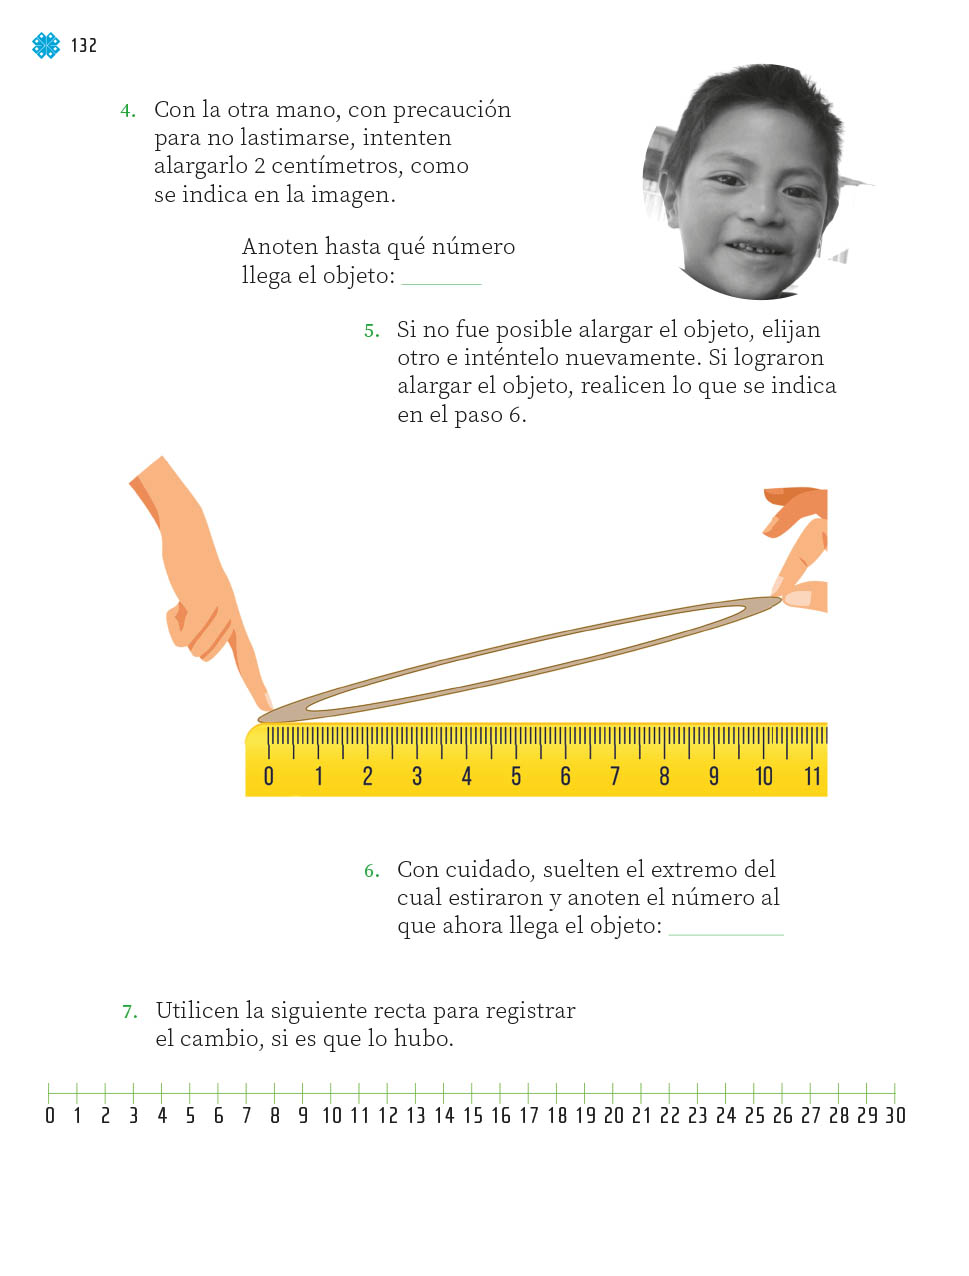 132
4. Con la otra mano, con precaución
para no lastimarse, intenten
alargarlo 2 centímetros, como
se indica en la imagen.
Anoten hasta qué número
llega el objeto:
5. Si no fue posible alargar el objeto, elijan
otro e inténtelo nuevamente. Si lograron
alargar el objeto, realicen lo que se indica
en el paso 6.
0 1 2 3 4 5 6 7 8 9 10 11
6. Con cuidado, suelten el extremo del
cual estiraron y anoten el número al
que ahora llega el objeto:
7. Utilicen la siguiente recta para registrar
el cambio, si es que lo hubo.
0 1 2 3 4 5 6 7 8 9 10 11 12 13 14 15 16 17 18 19 20 21 22 23 24 25 26 27 28 29 30